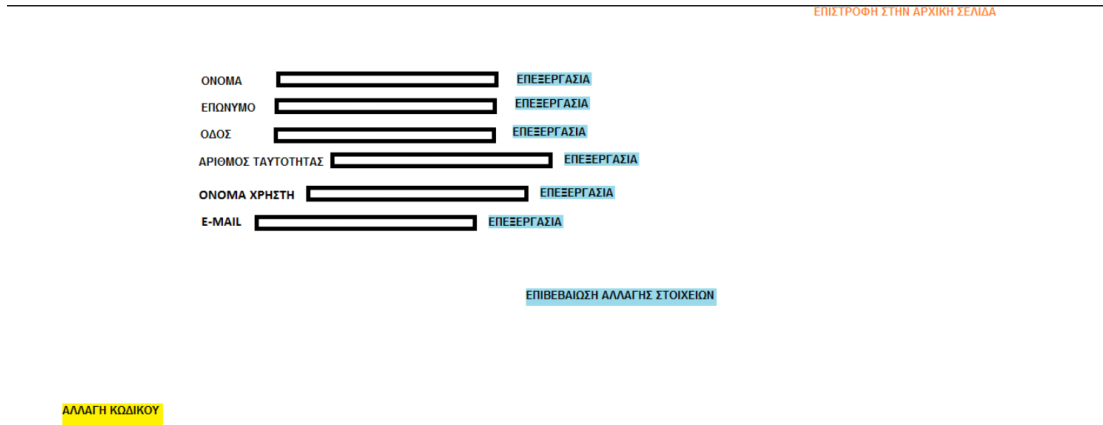 ΕΠΙΣΤΡΟΦΗ ΣΤΗΝ ΑΡΧΙΚΗ ΣΕΛΙΔΑ
ΟΝΟΜΑ ΕΠΕΞΕΡΓΑΣΙΑ
ΕΠΩΝΥΜΟ ΕΠΕΞΕΡΓΑΣΙΑ
ΟΔΟΣ ΕΠΕΞΕΡΓΑΣΙΑ
ΑΡΙΘΜΟΣ ΤΑΥΤΟΤΗΤΑΣ ΕΠΕΞΕΡΓΑΣΙΑ
ΟΝΟΜΑ ΧΡΗΣΤΗ ΕΠΕΞΕΡΓΑΣΙΑ
E-MAIL ΕΠΕΞΕΡΓΑΣΙΑ
ΕΠΙΒΕΒΑΙΩΣΗ ΑΛΛΑΓΗΣ ΣΤΟΙΧΕΙΩΝ
ΑΛΛΑΓΗ ΚΩΔΙΚΟΥ